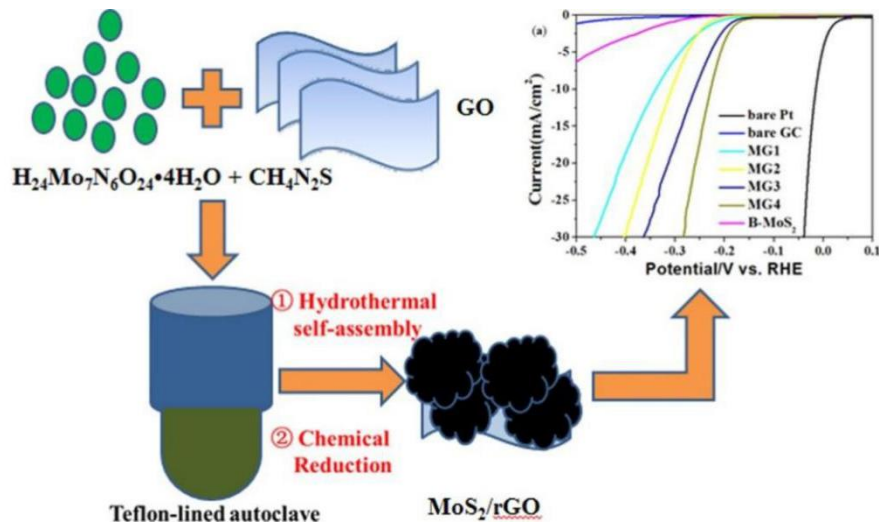 GO
H₂₄Mo₇N₆O₂₄•4H₂O + CH₄N₂S
① Hydrothermal
self-assembly
② Chemical
Reduction
Teflon-lined autoclave
MoS₂/rGO
(a)
Current(mA/cm²)
0
-5
-10
-15
-20
-25
-30
bare Pt
bare GC
MG1
MG2
MG3
MG4
B-MoS₂
-0.5 -0.4 -0.3 -0.2 -0.1 0.0 0.1
Potential/V vs. RHE